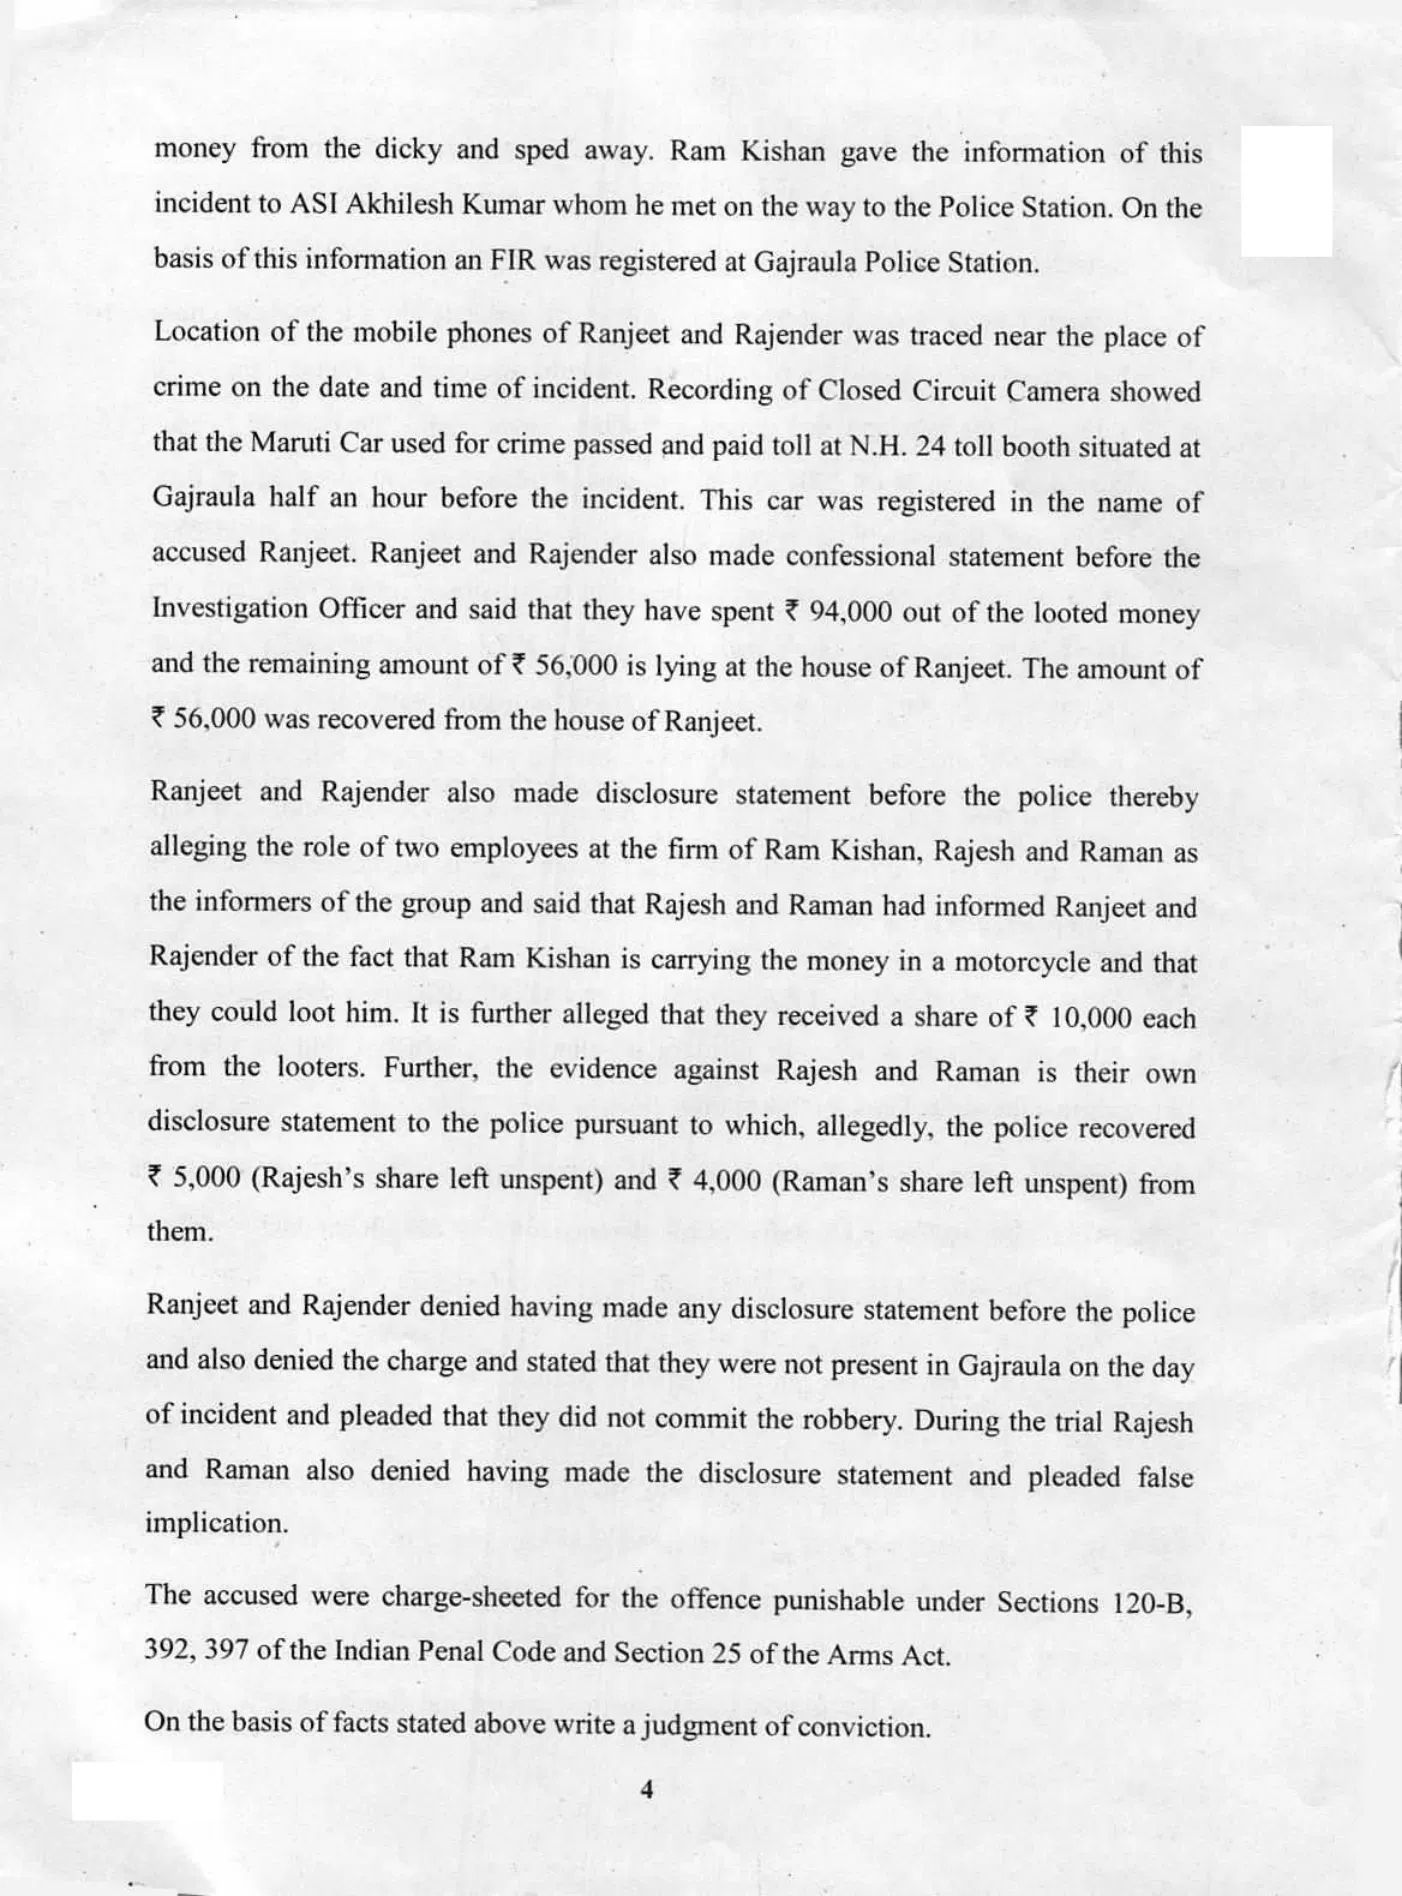 money from the dicky and sped away. Ram Kishan gave the information of this
incident to ASI Akhilesh Kumar whom he met on the way to the Police Station. On the
basis of this information an FIR was registered at Gajraula Police Station.
Location of the mobile phones of Ranjeet and Rajender was traced near the place of
crime on the date and time of incident. Recording of Closed Circuit Camera showed
that the Maruti Car used for crime passed and paid toll at N.H. 24 toll booth situated at
Gajraula half an hour before the incident. This car was registered in the name of
accused Ranjeet. Ranjeet and Rajender also made confessional statement before the
Investigation Officer and said that they have spent ₹ 94,000 out of the looted money
and the remaining amount of ₹ 56,000 is lying at the house of Ranjeet. The amount of
₹ 56,000 was recovered from the house of Ranjeet.
Ranjeet and Rajender also made disclosure statement before the police thereby
alleging the role of two employees at the firm of Ram Kishan, Rajesh and Raman as
the informers of the group and said that Rajesh and Raman had informed Ranjeet and
Rajender of the fact that Ram Kishan is carrying the money in a motorcycle and that
they could loot him. It is further alleged that they received a share of ₹ 10,000 each
from the looters. Further, the evidence against Rajesh and Raman is their own
disclosure statement to the police pursuant to which, allegedly, the police recovered
₹ 5,000 (Rajesh's share left unspent) and ₹ 4,000 (Raman's share left unspent) from
them.
Ranjeet and Rajender denied having made any disclosure statement before the police
and also denied the charge and stated that they were not present in Gajraula on the day
of incident and pleaded that they did not commit the robbery. During the trial Rajesh
and Raman also denied having made the disclosure statement and pleaded false
implication.
The accused were charge-sheeted for the offence punishable under Sections 120-B,
392, 397 of the Indian Penal Code and Section 25 of the Arms Act.
On the basis of facts stated above write a judgment of conviction.
4